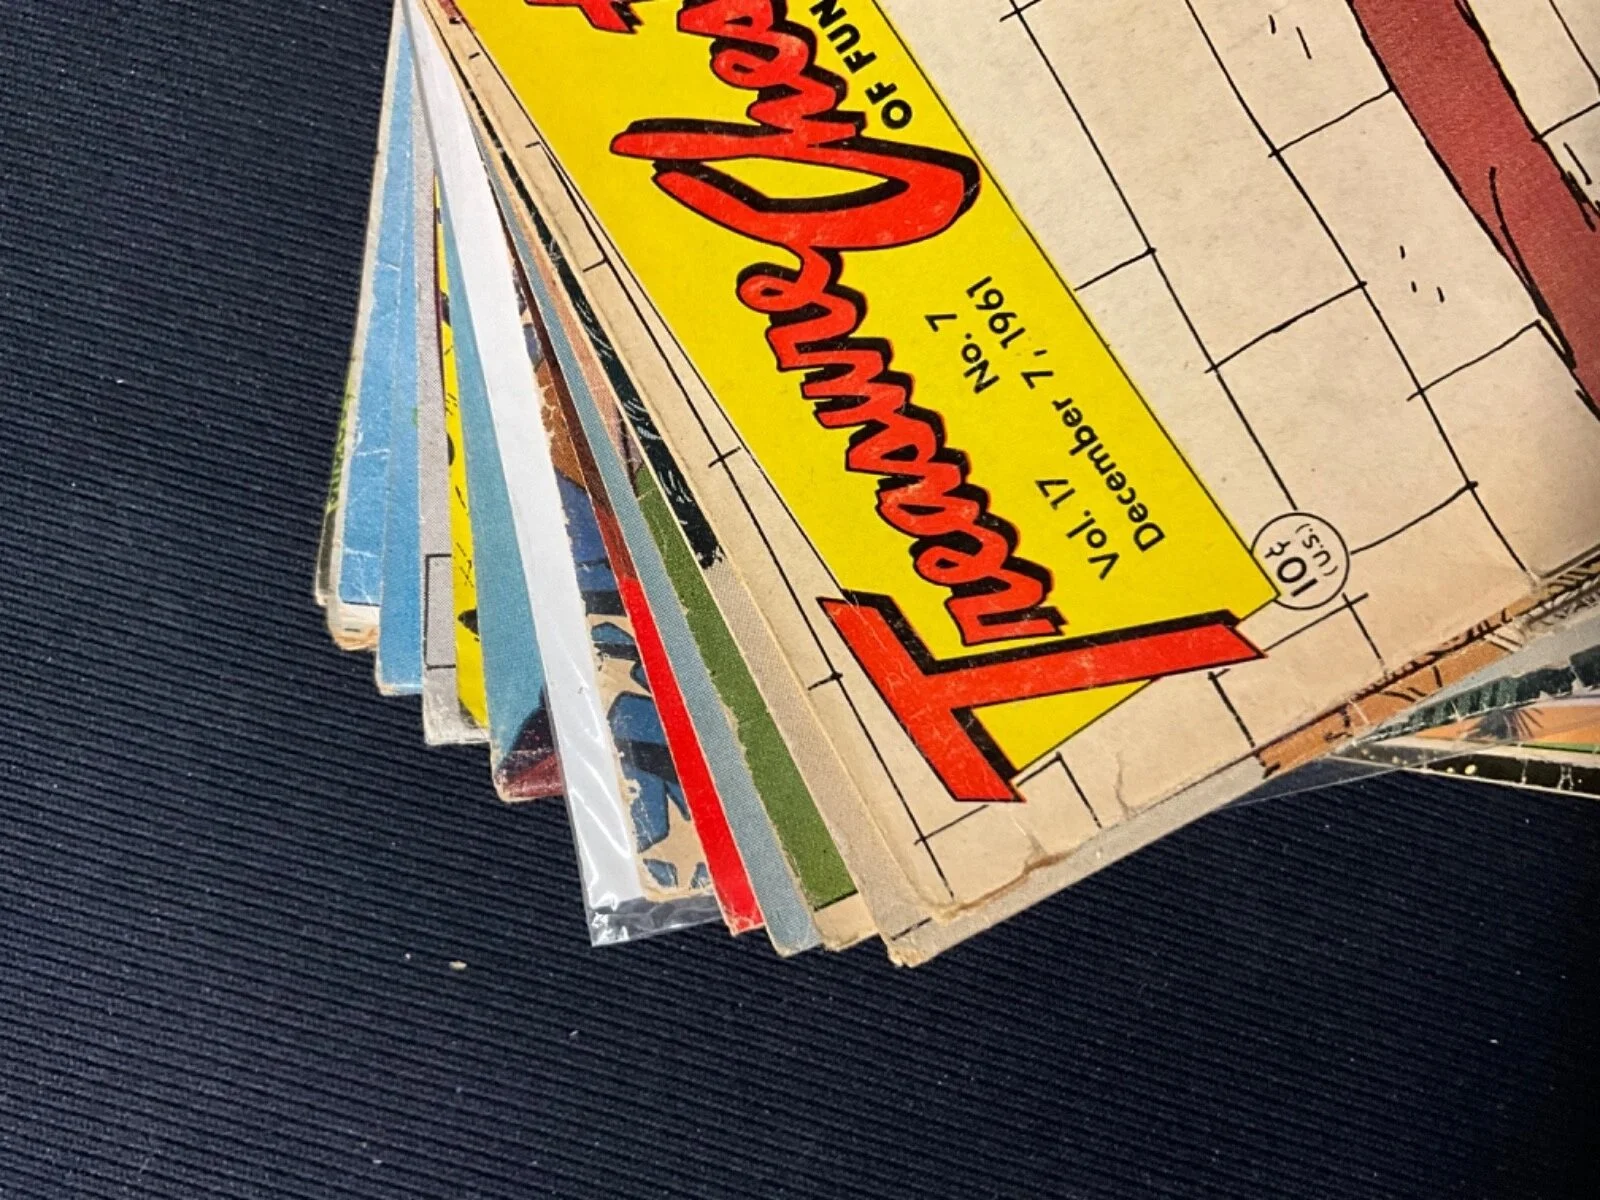 Treasure Chest
OF FUN
Vol. 17 No. 7
December 7, 1961
10¢
(U.S.)